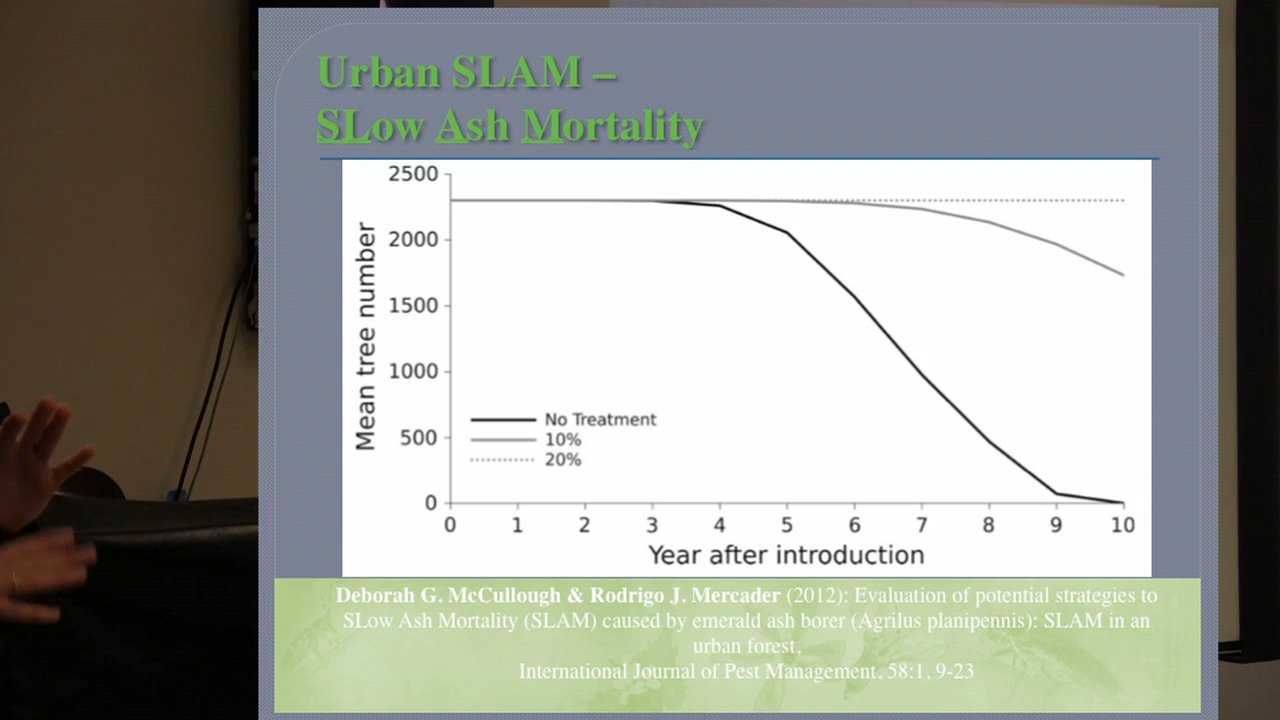 Urban SLAM –
SLow Ash Mortality
2500
2000
1500
1000
500
0
Mean tree number
No Treatment
10%
20%
0 1 2 3 4 5 6 7 8 9 10
Year after introduction
Deborah G. McCullough & Rodrigo J. Mercader (2012): Evaluation of potential strategies to
SLow Ash Mortality (SLAM) caused by emerald ash borer (Agrilus planipennis): SLAM in an
urban forest,
International Journal of Pest Management, 58:1, 9-23